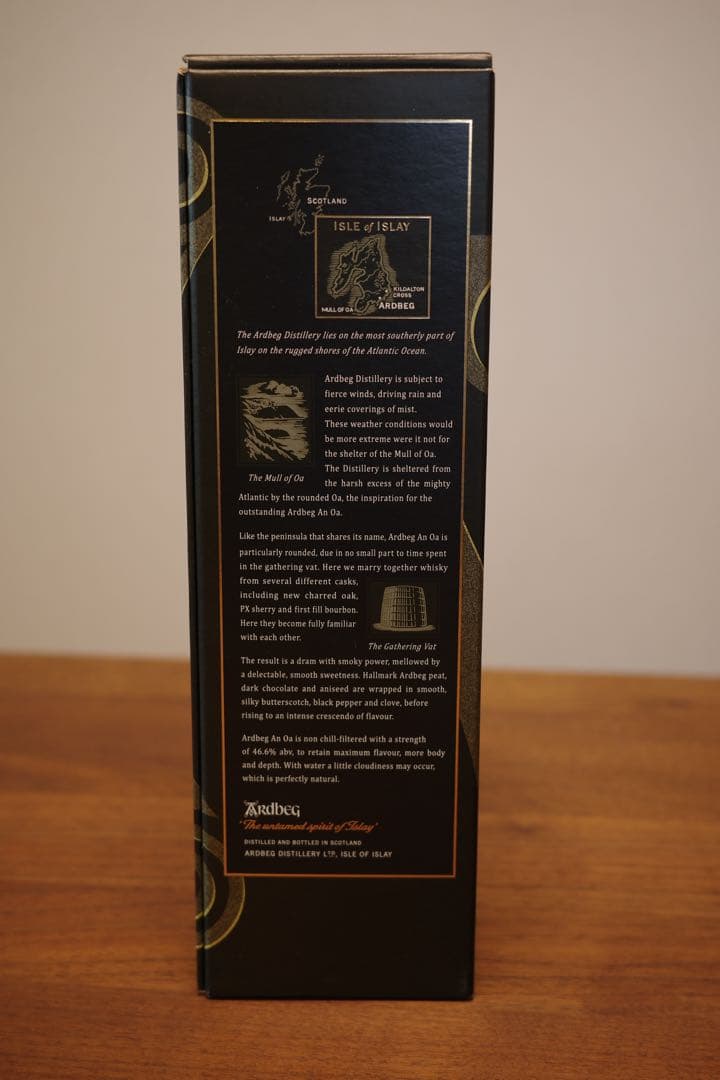 SCOTLAND
ISLAY
ISLE of ISLAY
KILDALTON
CROSS
MULL OF OA
ARDBEG
The Ardbeg Distillery lies on the most southerly part of
Islay on the rugged shores of the Atlantic Ocean.
Ardbeg Distillery is subject to
fierce winds, driving rain and
eerie coverings of mist.
These weather conditions would
be more extreme were it not for
the shelter of the Mull of Oa.
The Distillery is sheltered from
the harsh excess of the mighty
The Mull of Oa
Atlantic by the rounded Oa, the inspiration for the
outstanding Ardbeg An Oa.
Like the peninsula that shares its name, Ardbeg An Oa is
particularly rounded, due in no small part to time spent
in the gathering vat. Here we marry together whisky
from several different casks,
including new charred oak,
PX sherry and first fill bourbon.
Here they become fully familiar
with each other.
The Gathering Vat
The result is a dram with smoky power, mellowed by
a delectable, smooth sweetness. Hallmark Ardbeg peat,
dark chocolate and aniseed are wrapped in smooth,
silky butterscotch, black pepper and clove, before
rising to an intense crescendo of flavour.
Ardbeg An Oa is non chill-filtered with a strength
of 46.6% abv, to retain maximum flavour, more body
and depth. With water a little cloudiness may occur,
which is perfectly natural.
ARDBEG
'The untamed spirit of Islay'
DISTILLED AND BOTTLED IN SCOTLAND
ARDBEG DISTILLERY LTD, ISLE OF ISLAY